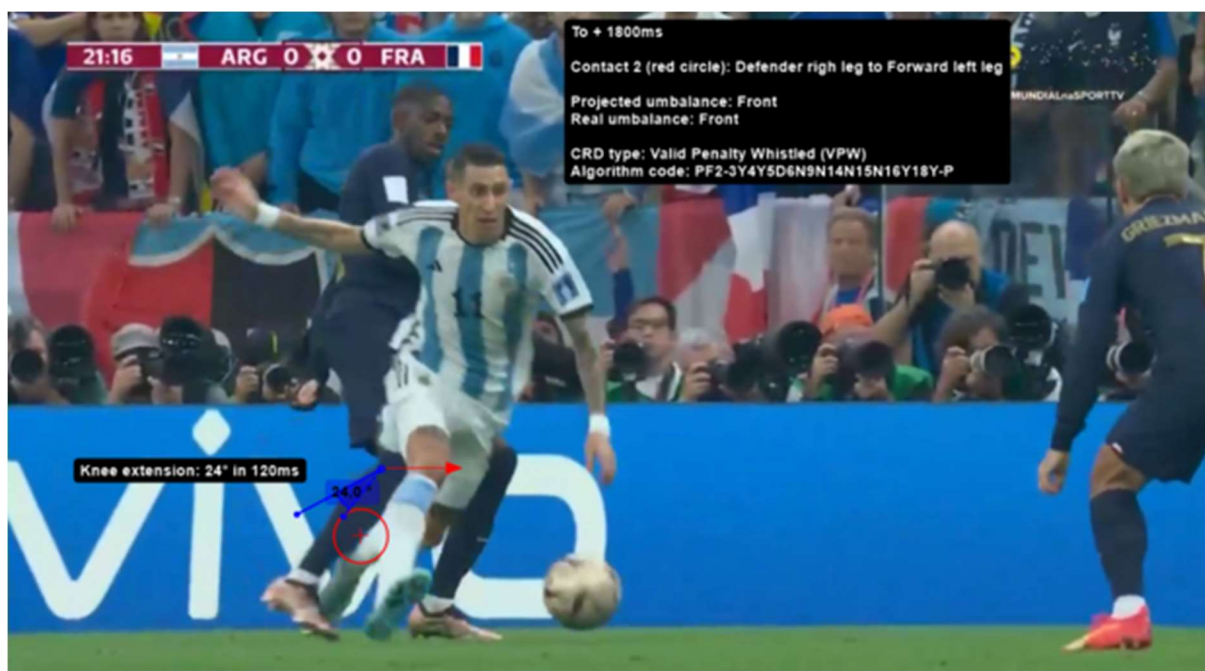 To + 1800ms
Contact 2 (red circle): Defender righ leg to Forward left leg
Projected umbalance: Front
Real umbalance: Front
CRD type: Valid Penalty Whistled (VPW)
Algorithm code: PF2-3Y4Y5D6N9N14N15N16Y18Y-P
21:16 ARG 0 0 FRA
MUNDIALnaSPORTTV
11
GRIEZMA
Knee extension: 24° in 120ms
24.0 °
vivo